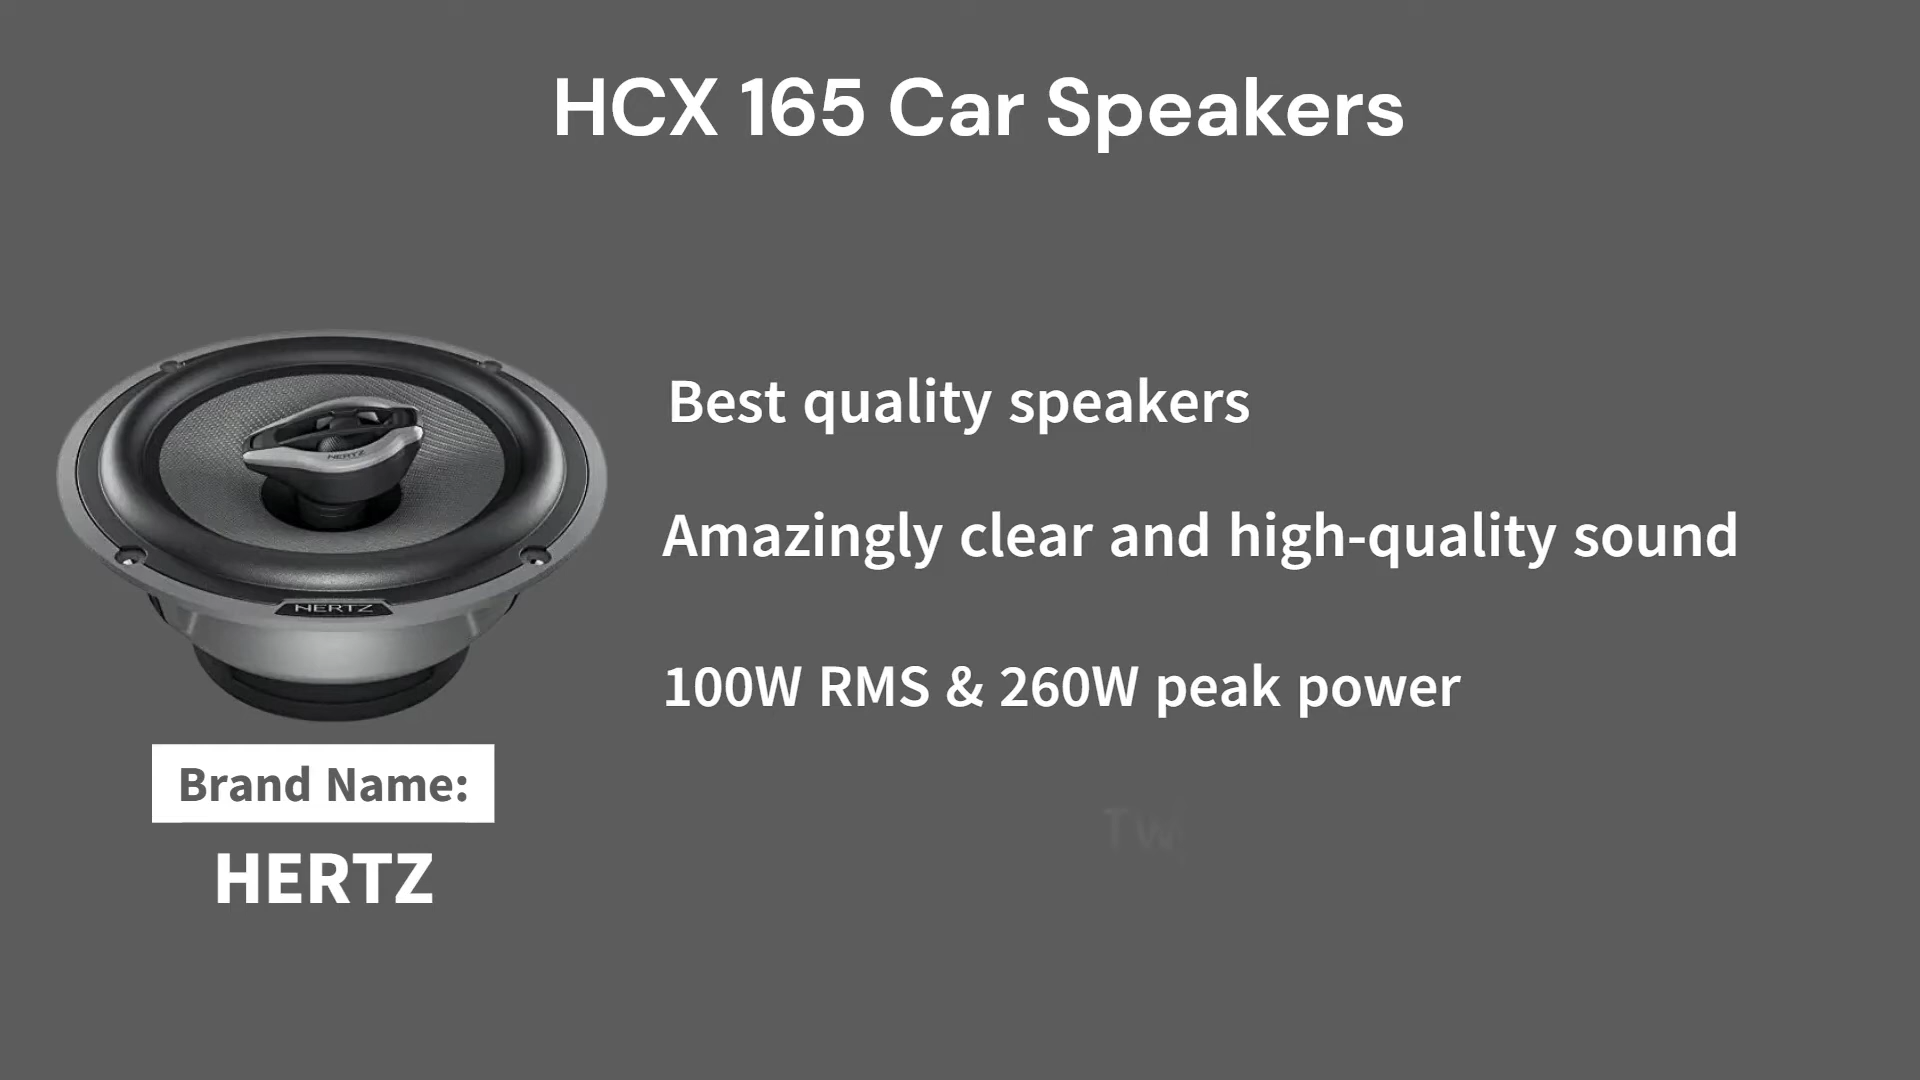 HCX 165 Car Speakers
Best quality speakers
Amazingly clear and high-quality sound
100W RMS & 260W peak power
HERTZ
HERTZ
Brand Name:
HERTZ